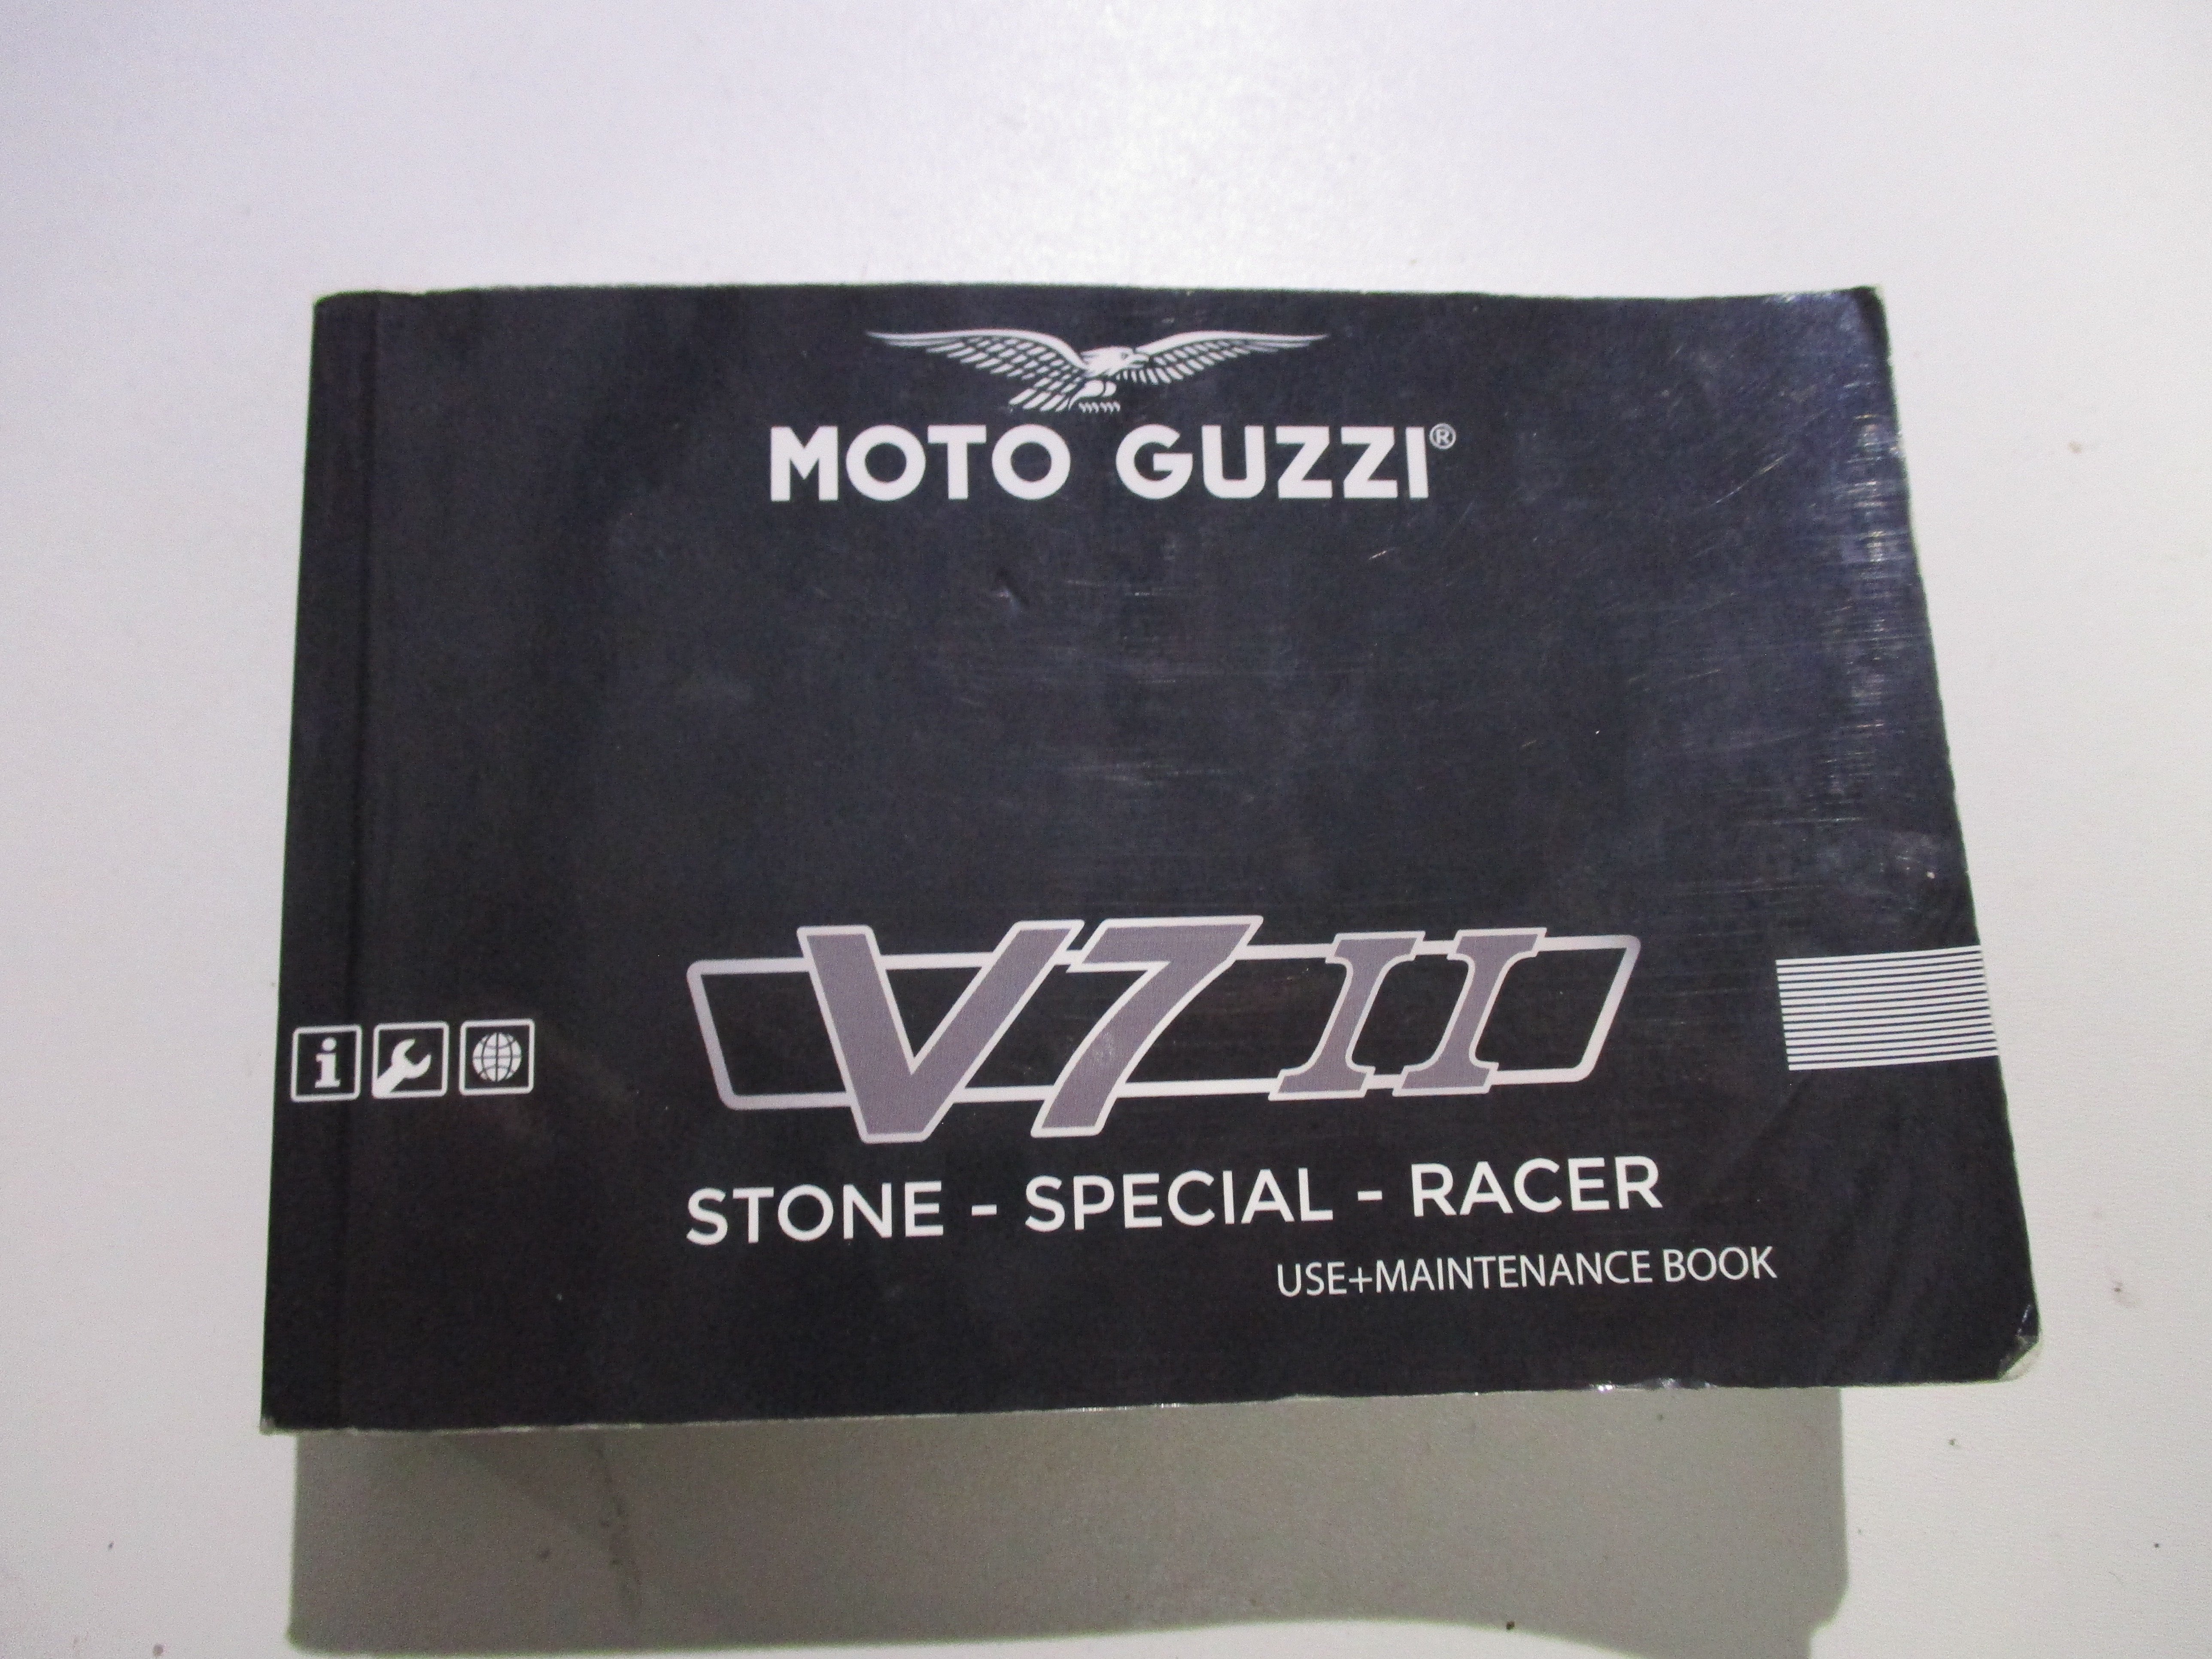 MOTO GUZZI®
V7 II
STONE - SPECIAL - RACER
USE+MAINTENANCE BOOK